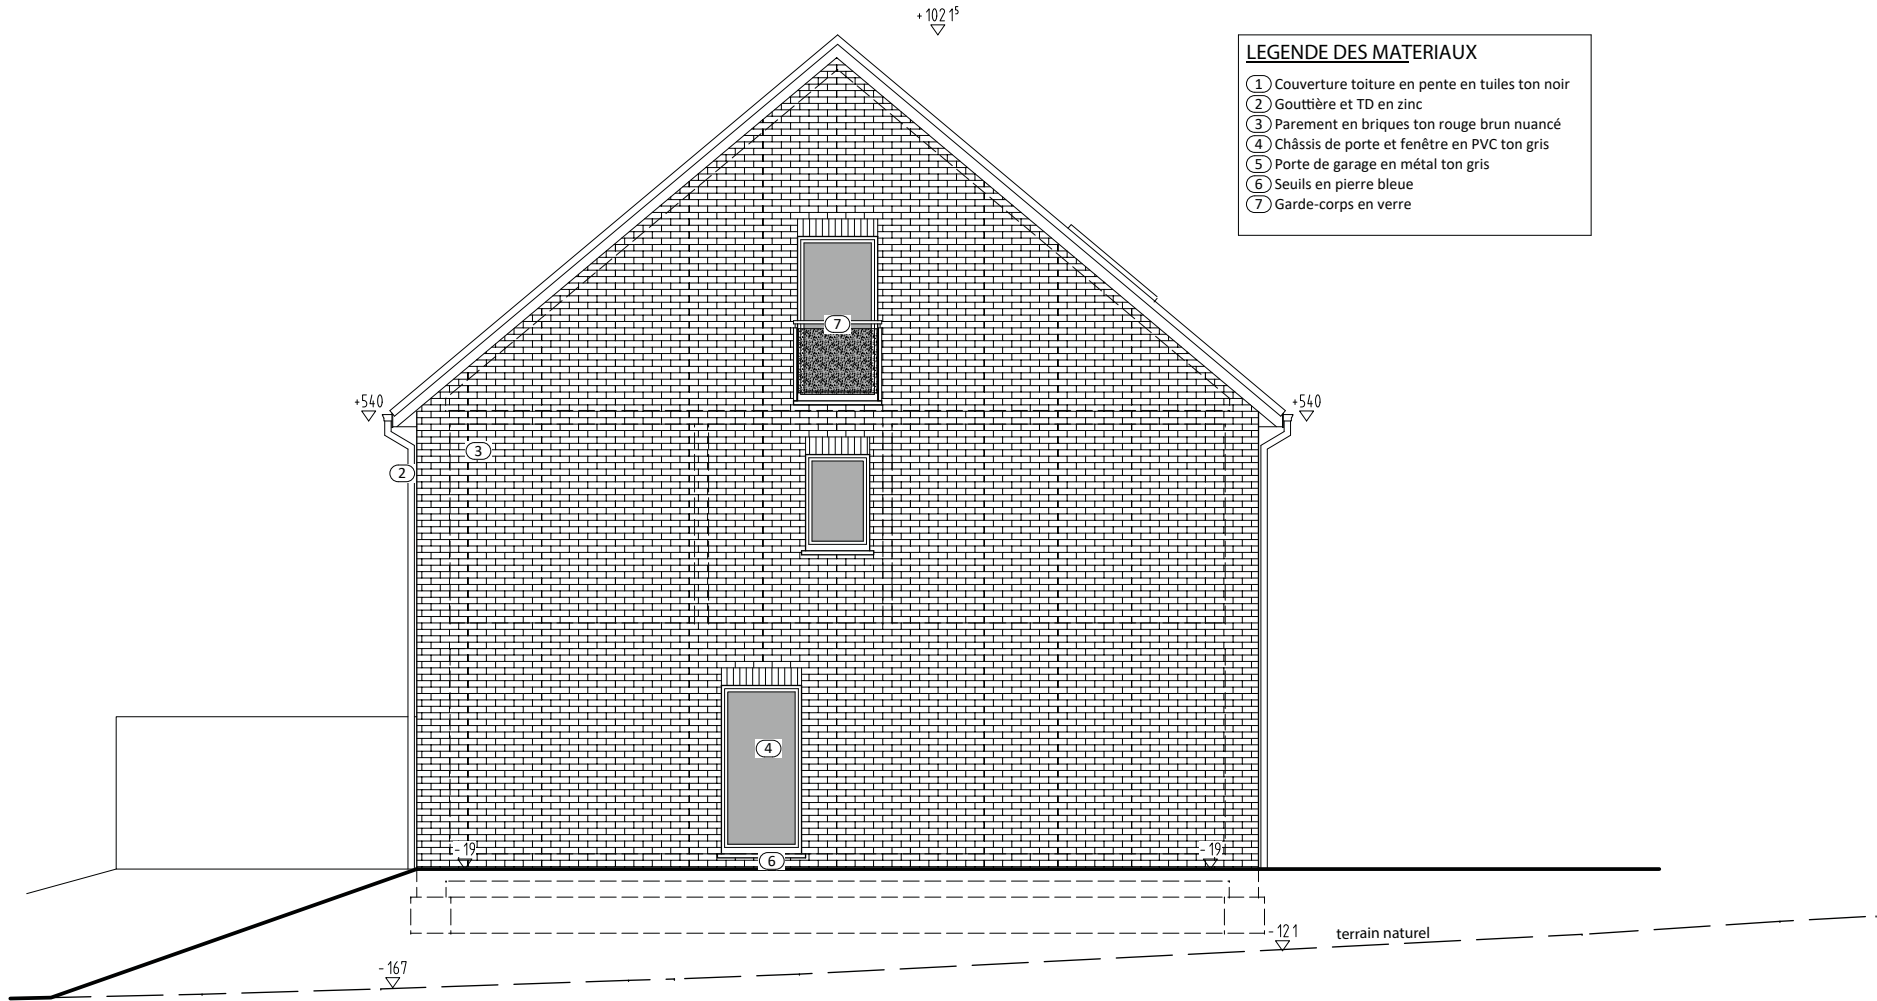 +1021⁵
LEGENDE DES MATERIAUX
1 Couverture toiture en pente en tuiles ton noir
2 Gouttière et TD en zinc
3 Parement en briques ton rouge brun nuancé
4 Châssis de porte et fenêtre en PVC ton gris
5 Porte de garage en métal ton gris
6 Seuils en pierre bleue
7 Garde-corps en verre
7
+540
+540
3
2
4
-19
6
-19
-121
terrain naturel
-167